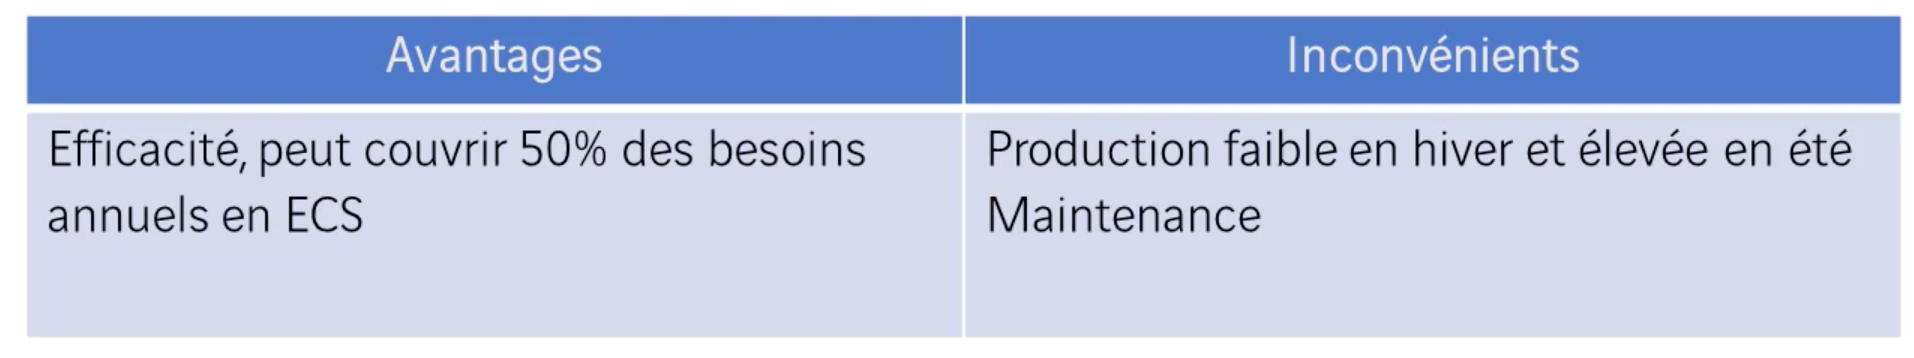 Avantages
Inconvénients
Efficacité, peut couvrir 50% des besoins
annuels en ECS
Production faible en hiver et élevée en été
Maintenance